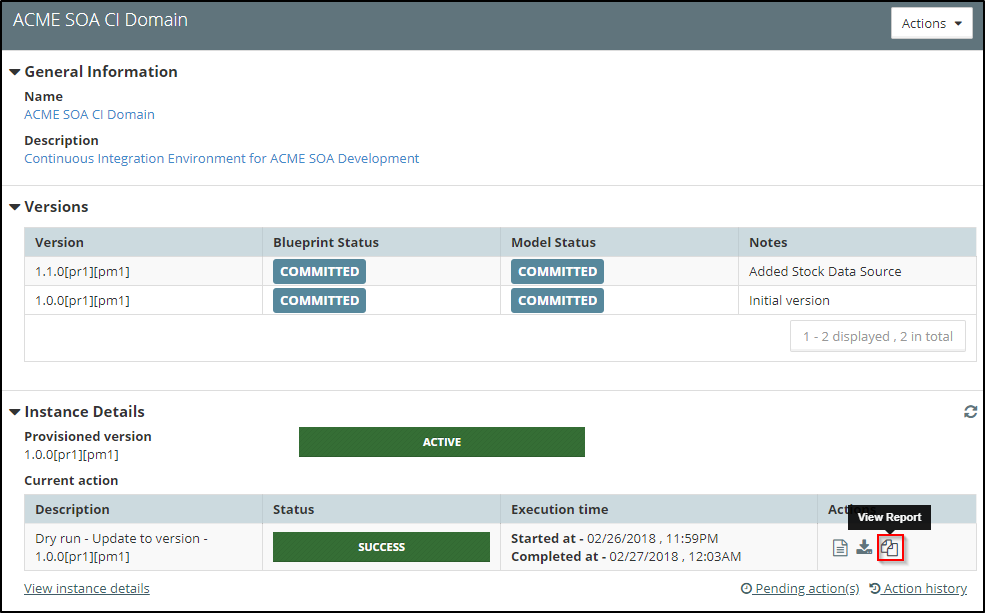 ACME SOA CI Domain
Actions
General Information
Name
ACME SOA CI Domain
Description
Continuous Integration Environment for ACME SOA Development
Versions
Version Blueprint Status Model Status Notes
1.1.0[pr1][pm1] COMMITTED COMMITTED Added Stock Data Source
1.0.0[pr1][pm1] COMMITTED COMMITTED Initial version
1 - 2 displayed , 2 in total
Instance Details
Provisioned version
1.0.0[pr1][pm1]
ACTIVE
Current action
Description Status Execution time
View Report
Dry run - Update to version -
1.0.0[pr1][pm1]
SUCCESS
Started at - 02/26/2018 , 11:59PM
Completed at - 02/27/2018 , 12:03AM
View instance details
Pending action(s) Action history